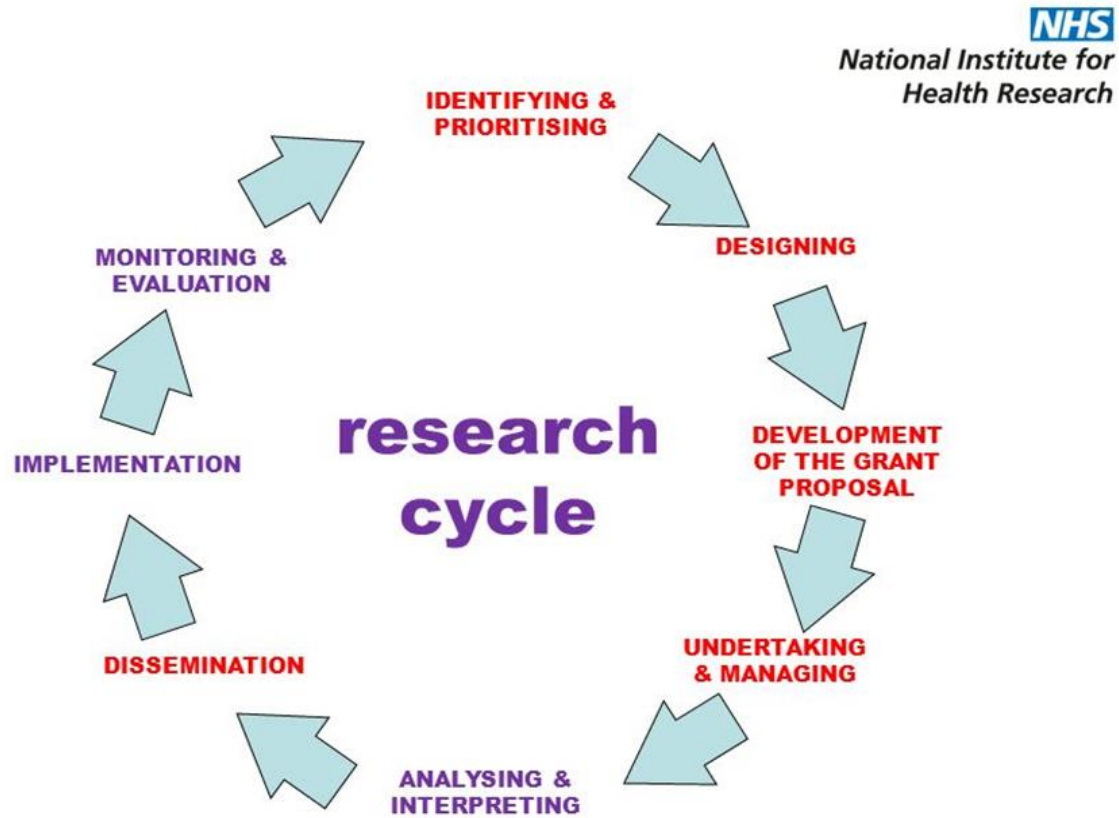 NHS
National Institute for
Health Research
IDENTIFYING &
PRIORITISING
DESIGNING
DEVELOPMENT
OF THE GRANT
PROPOSAL
UNDERTAKING
& MANAGING
ANALYSING &
INTERPRETING
DISSEMINATION
IMPLEMENTATION
MONITORING &
EVALUATION
research
cycle